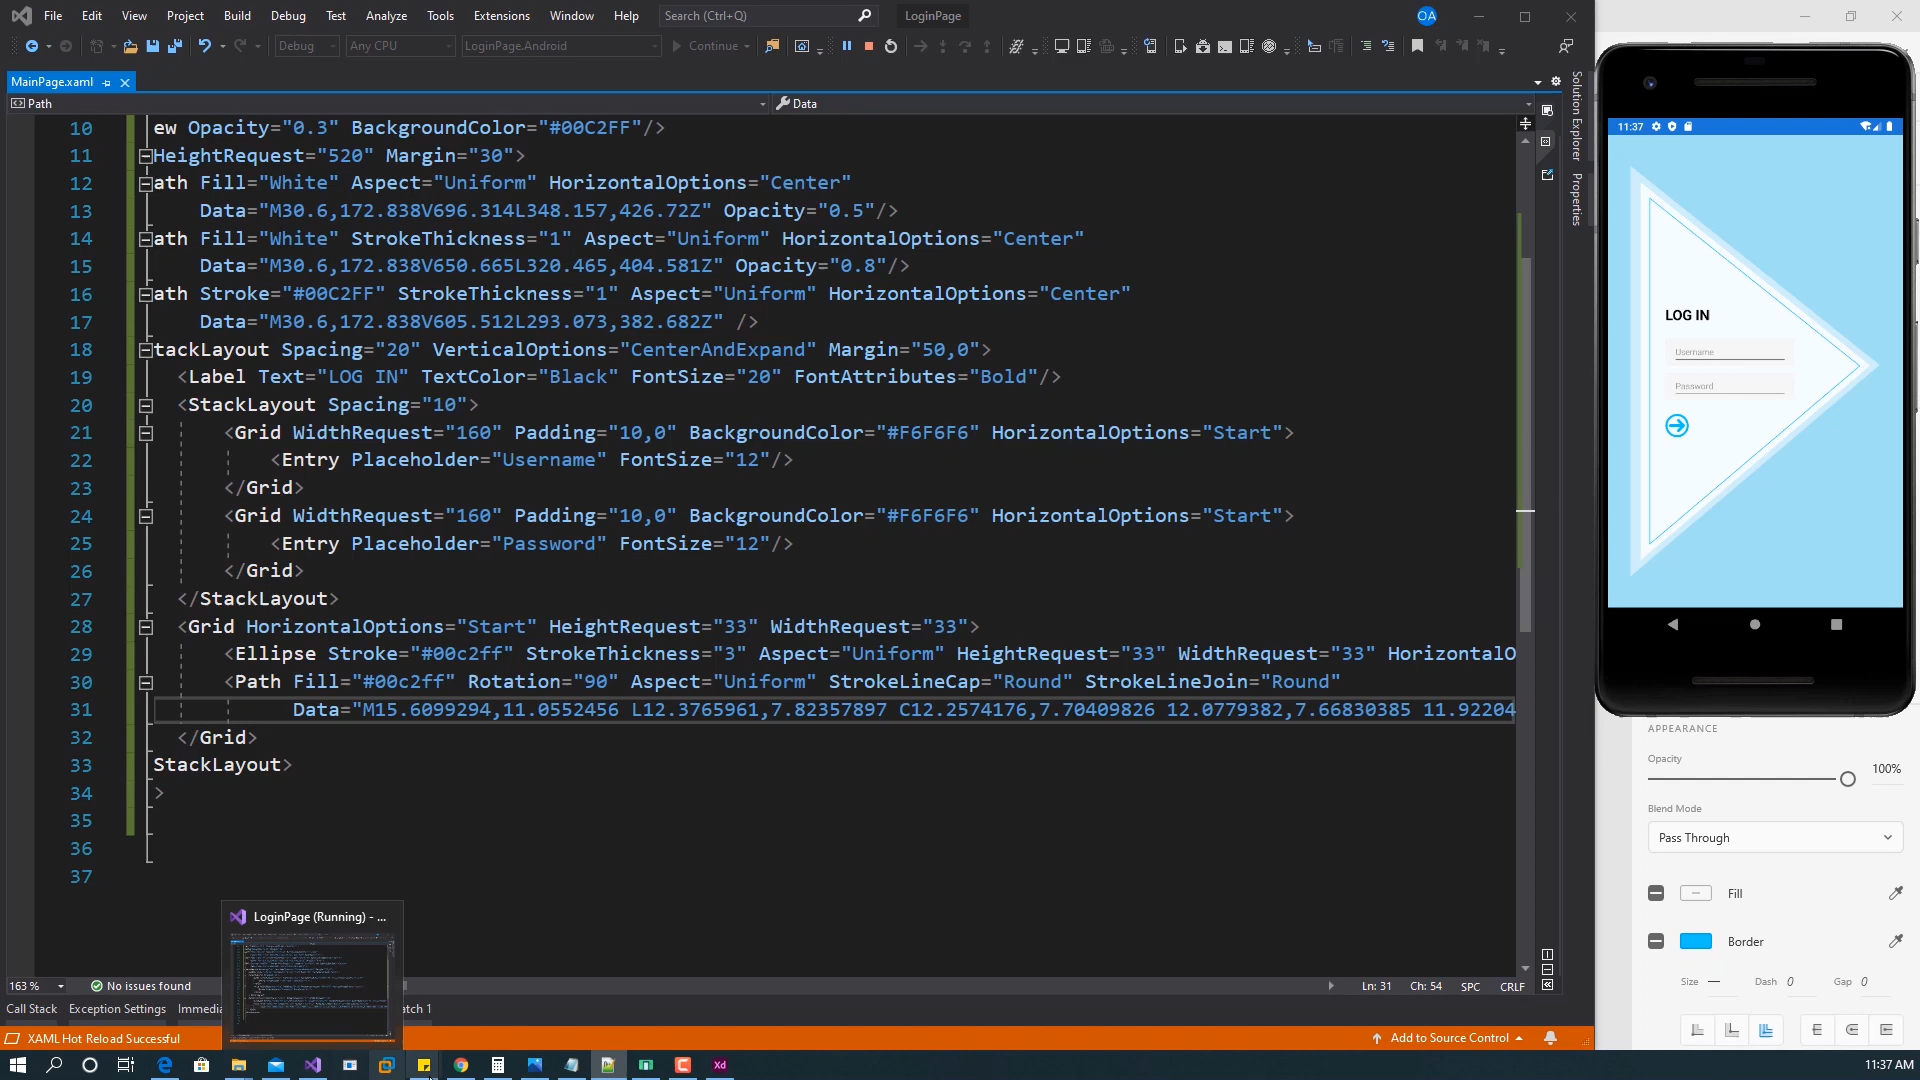 File Edit View Project Build Debug Test Analyze Tools Extensions Window Help Search (Ctrl+Q) LoginPage OA
Debug Any CPU LoginPage.Android Continue
MainPage.xaml
Path Data
10 ew Opacity="0.3" BackgroundColor="#00C2FF"/>
11 HeightRequest="520" Margin="30">
12 ath Fill="White" Aspect="Uniform" HorizontalOptions="Center"
13 Data="M30.6,172.838V696.314L348.157,426.72Z" Opacity="0.5"/>
14 ath Fill="White" StrokeThickness="1" Aspect="Uniform" HorizontalOptions="Center"
15 Data="M30.6,172.838V650.665L320.465,404.581Z" Opacity="0.8"/>
16 ath Stroke="#00C2FF" StrokeThickness="1" Aspect="Uniform" HorizontalOptions="Center"
17 Data="M30.6,172.838V605.512L293.073,382.682Z" />
18 tackLayout Spacing="20" VerticalOptions="CenterAndExpand" Margin="50,0">
19 <Label Text="LOG IN" TextColor="Black" FontSize="20" FontAttributes="Bold"/>
20 <StackLayout Spacing="10">
21 <Grid WidthRequest="160" Padding="10,0" BackgroundColor="#F6F6F6" HorizontalOptions="Start">
22 <Entry Placeholder="Username" FontSize="12"/>
23 </Grid>
24 <Grid WidthRequest="160" Padding="10,0" BackgroundColor="#F6F6F6" HorizontalOptions="Start">
25 <Entry Placeholder="Password" FontSize="12"/>
26 </Grid>
27 </StackLayout>
28 <Grid HorizontalOptions="Start" HeightRequest="33" WidthRequest="33">
29 <Ellipse Stroke="#00c2ff" StrokeThickness="3" Aspect="Uniform" HeightRequest="33" WidthRequest="33" HorizontalO
30 <Path Fill="#00c2ff" Rotation="90" Aspect="Uniform" StrokeLineCap="Round" StrokeLineJoin="Round"
31 Data="M15.6099294,11.0552456 L12.3765961,7.82357897 C12.2574176,7.70409826 12.0779382,7.66830385 11.92204
32 </Grid>
33 StackLayout>
34 >
35
36
37
LoginPage (Running) - ...
163 % No issues found Ln: 31 Ch: 54 SPC CRLF
Call Stack Exception Settings Immedia atch 1
XAML Hot Reload Successful Add to Source Control
Solution Explorer
Properties
11:37
LOG IN
Username
Password
APPEARANCE
Opacity
100%
Blend Mode
Pass Through
Fill
Border
Size Dash 0 Gap 0
Xd
11:37 AM